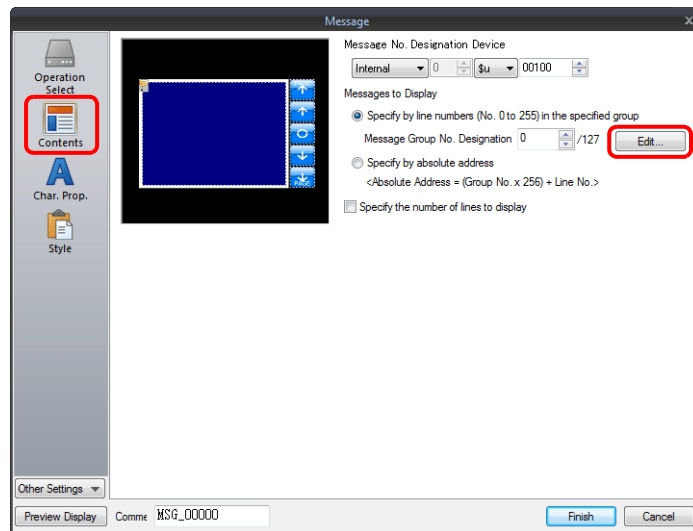 Message
Operation
Select
Contents
Char. Prop.
Style
Other Settings
PAGE
Message No. Designation Device
Internal 0 $u 00100
Messages to Display
Specify by line numbers (No. 0 to 255) in the specified group
Message Group No. Designation 0 /127 Edit...
Specify by absolute address
<Absolute Address = (Group No. x 256) + Line No.>
Specify the number of lines to display
Preview Display Comme MSG_00000 Finish Cancel